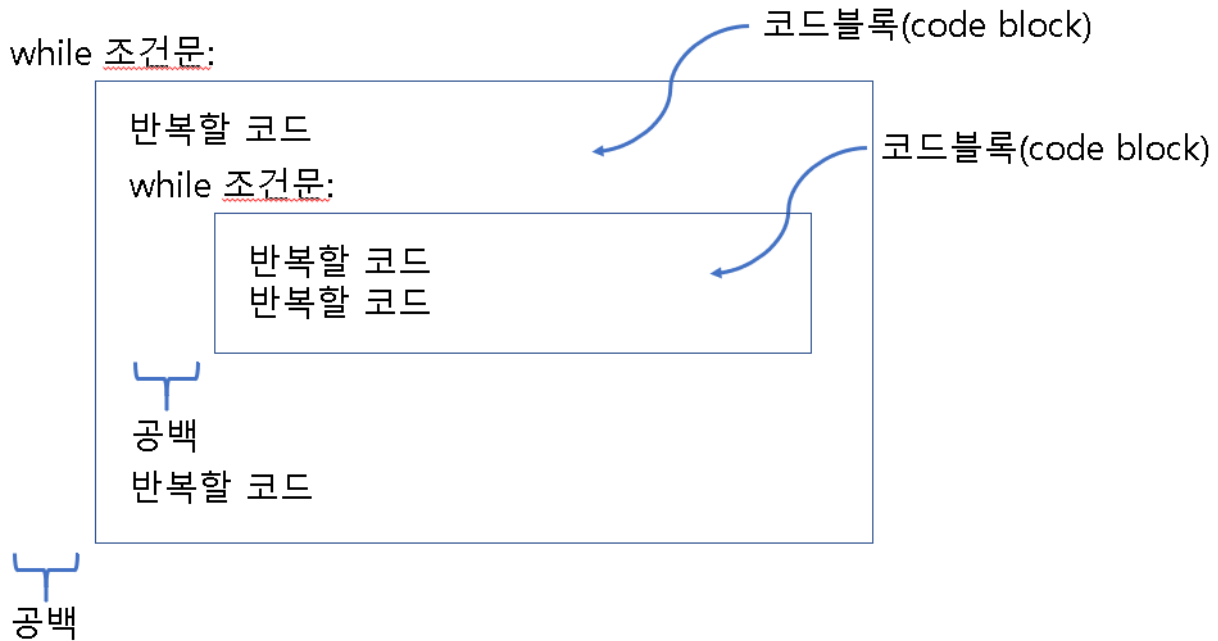 코드블록(code block)
while 조건문:
반복할 코드
코드블록(code block)
while 조건문:
반복할 코드
반복할 코드
공백
반복할 코드
공백